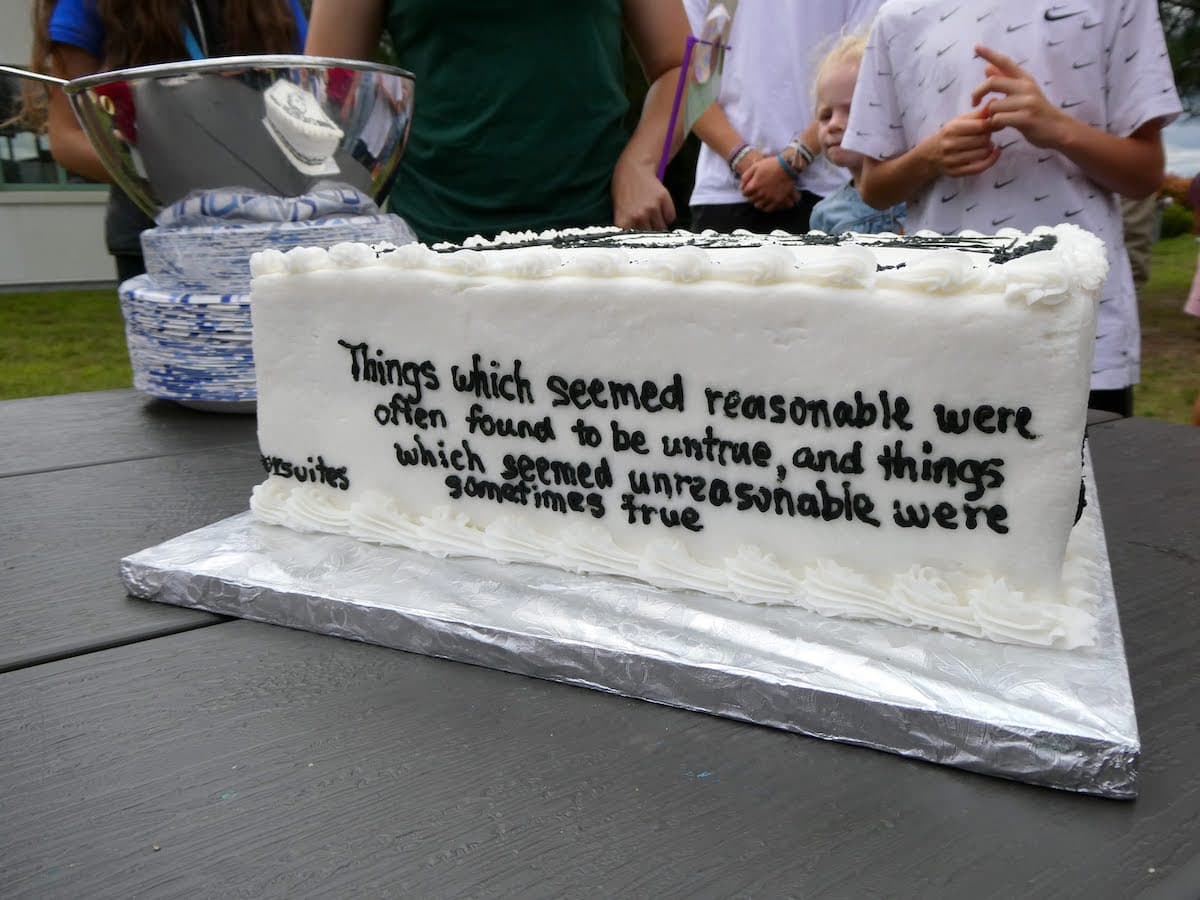 Things which seemed reasonable were
often found to be untrue, and things
which seemed unreasonable were
sometimes true